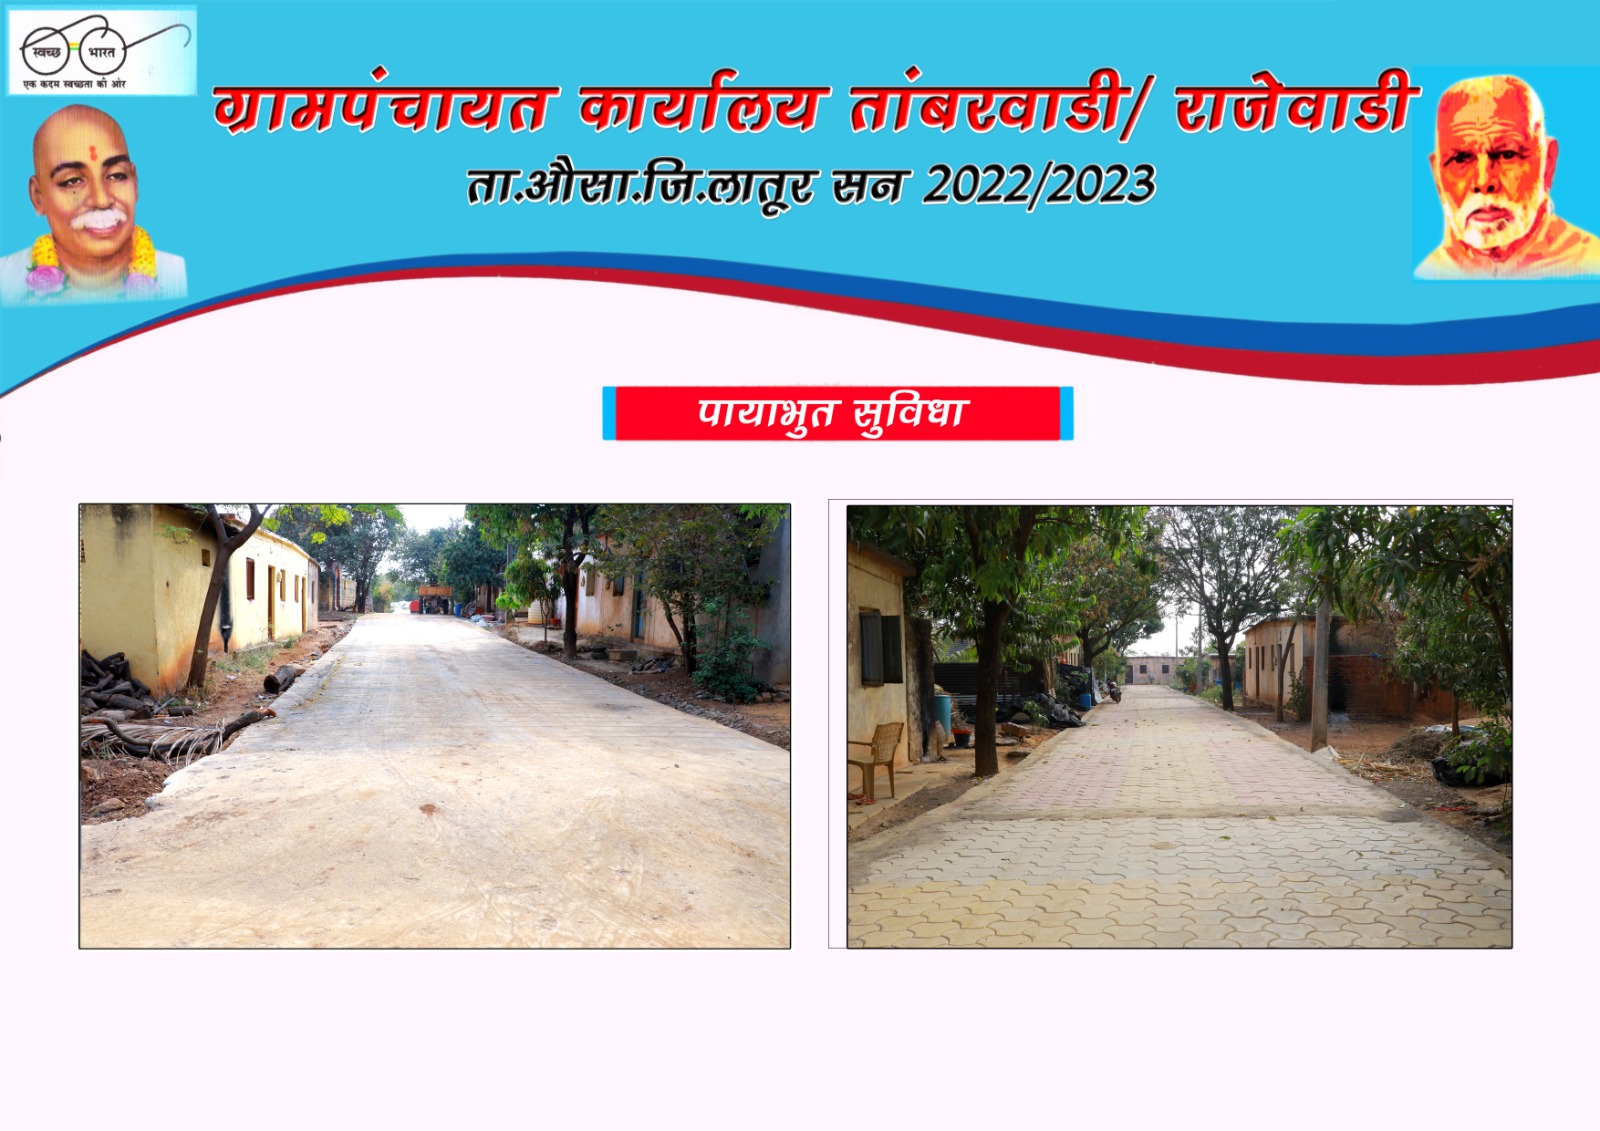 स्वच्छ भारत
एक कदम स्वच्छता की ओर
ग्रामपंचायत कार्यालय तांबरवाडी/ राजेवाडी
ता.औसा.जि.लातूर सन 2022/2023
पायाभुत सुविधा